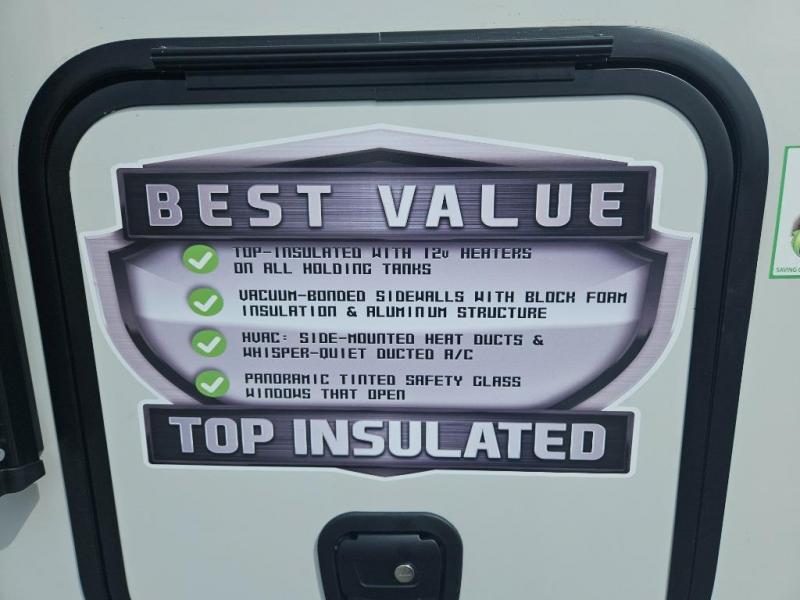 BEST VALUE
TOP-INSULATED WITH 12v HEATERS
ON ALL HOLDING TANKS
VACUUM-BONDED SIDEWALLS WITH BLOCK FOAM
INSULATION & ALUMINUM STRUCTURE
HVAC: SIDE-MOUNTED HEAT DUCTS &
WHISPER-QUIET DUCTED A/C
PANORAMIC TINTED SAFETY GLASS
WINDOWS THAT OPEN
TOP INSULATED
SAVING